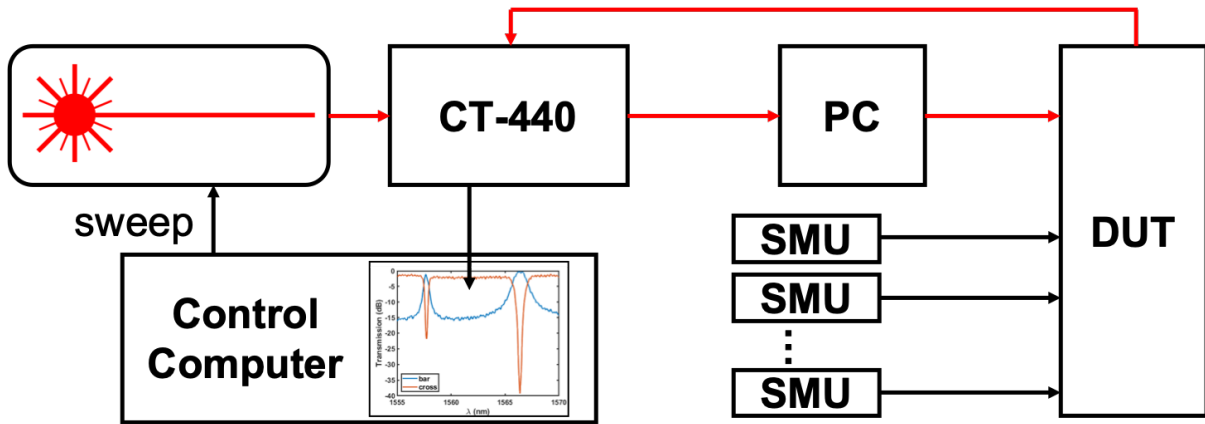 CT-440
PC
DUT
sweep
SMU
SMU
SMU
Control
Computer
Transmission (dB)
0
-5
-10
-15
-20
-25
-30
-35
-40
bar
cross
1555
1560
1565
1570
λ (nm)